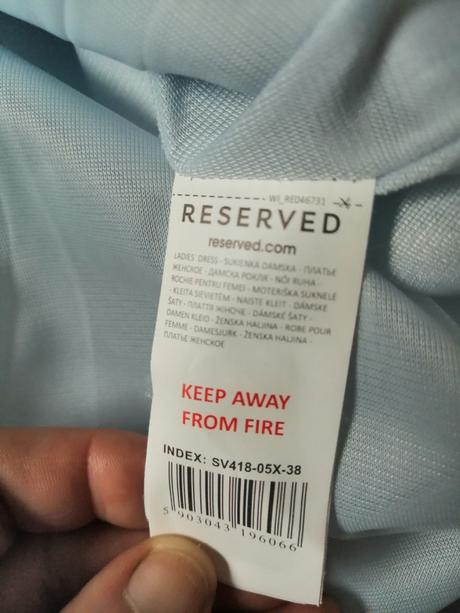 WI_RE046731
RESERVED
reserved.com
LADIES' DRESS - SUKIENKA DAMSKA - ПЛАТЬЕ
ЖЕНСКОЕ - ДАМСКА РОКЛЯ - NŐI RUHA -
ROCHIE PENTRU FEMEI - MOTERIŠKA SUKNELĖ
- KLEITA SIEVIETĒM - NAISTE KLEIT - DÁMSKE
ŠATY - ПЛАТТЯ ЖІНОЧЕ - DÁMSKÉ ŠATY -
DAMEN KLEID - ŽENSKA HALJINA - ROBE POUR
FEMME - DAMESJURK - ŽENSKA HALJINA -
ПЛАТЬЕ ЖЕНСКОЕ
KEEP AWAY
FROM FIRE
INDEX: SV418-05X-38
5 903043 196066